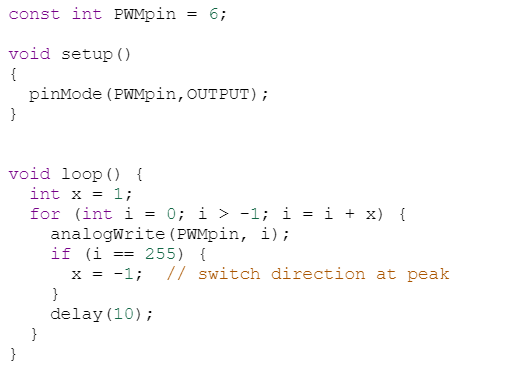 const int PWMpin = 6;
void setup()
{
  pinMode(PWMpin,OUTPUT);
}
void loop() {
  int x = 1;
  for (int i = 0; i > -1; i = i + x) {
    analogWrite(PWMpin, i);
    if (i == 255) {
      x = -1;  // switch direction at peak
    }
    delay(10);
  }
}